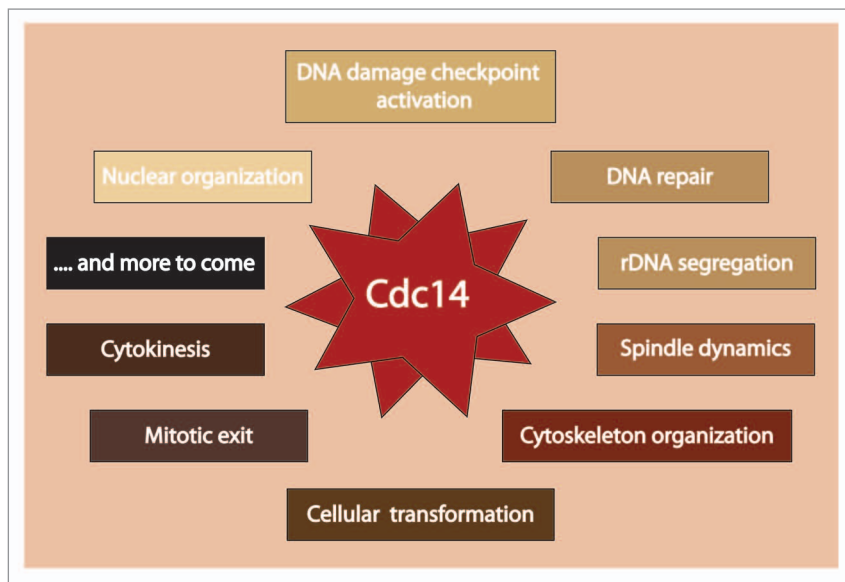 DNA damage checkpoint
activation
Nuclear organization
DNA repair
.... and more to come
rDNA segregation
Cdc14
Cytokinesis
Spindle dynamics
Mitotic exit
Cytoskeleton organization
Cellular transformation